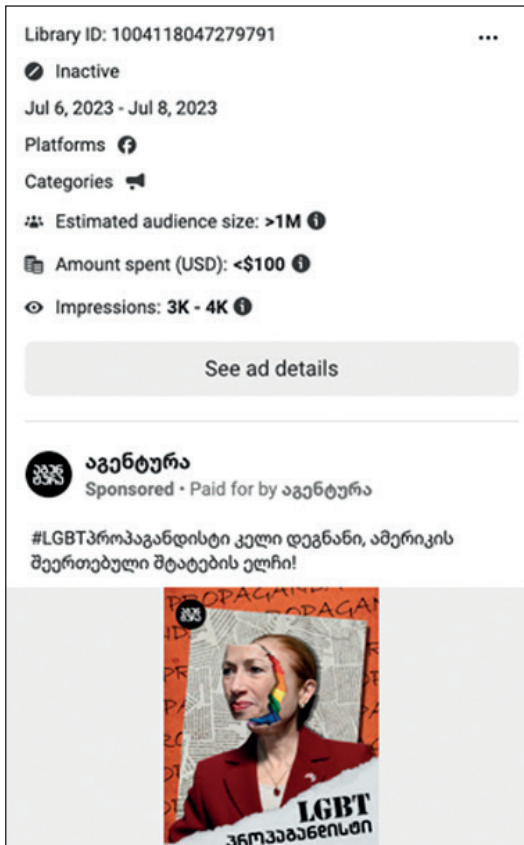 Library ID: 1004118047279791
Inactive
Jul 6, 2023 - Jul 8, 2023
Platforms
Categories
Estimated audience size: >1M
Amount spent (USD): <$100
Impressions: 3K - 4K
See ad details
აგენტურა
Sponsored • Paid for by აგენტურა
#LGBTპროპაგანდისტი კელი დეგნანი, ამერიკის
შეერთებული შტატების ელჩი!
PROPAGANDA
LGBT
პროპაგანდისტი